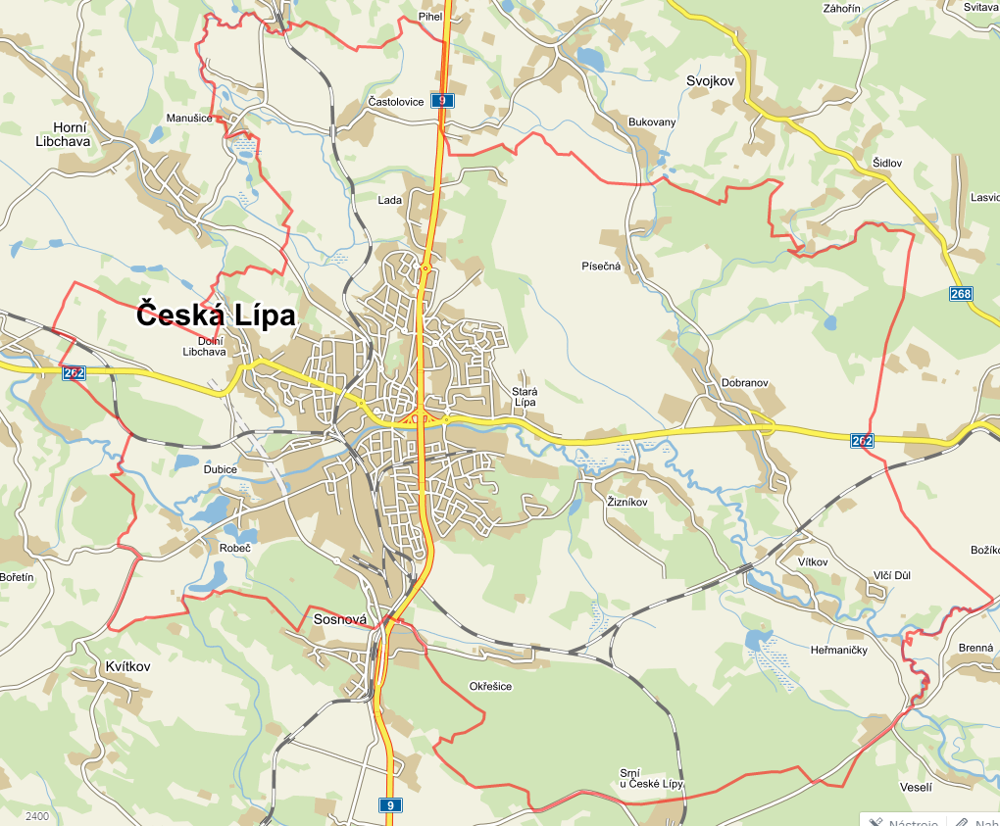 Pihel
Záhořín
Svitava
Svojkov
Častolovice
9
Manušice
Horní
Libchava
Bukovany
Šidlov
Lada
Lasvic
Písečná
268
Česká Lípa
Dolní
Libchava
262
Dobranov
Stará
Lípa
262
Dubice
Žizníkov
Robeč
Bořetín
Vítkov
Božíko
Vlčí Důl
Sosnová
Heřmaničky
Brenná
Kvítkov
Okřešice
Srní
u České Lípy
Veselí
9
2400
Nástroje
Nah